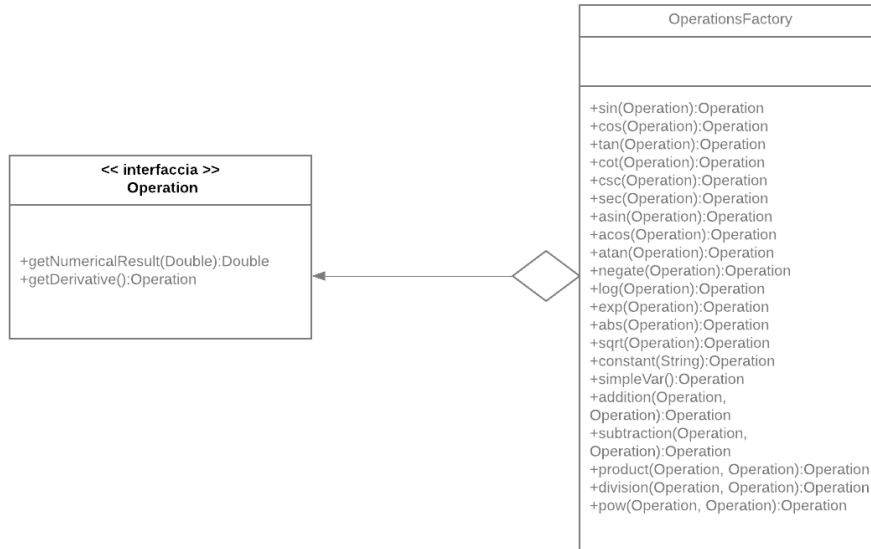 << interfaccia >>
Operation
+getNumericalResult(Double):Double
+getDerivative():Operation
OperationsFactory
+sin(Operation):Operation
+cos(Operation):Operation
+tan(Operation):Operation
+cot(Operation):Operation
+csc(Operation):Operation
+sec(Operation):Operation
+asin(Operation):Operation
+acos(Operation):Operation
+atan(Operation):Operation
+negate(Operation):Operation
+log(Operation):Operation
+exp(Operation):Operation
+abs(Operation):Operation
+sqrt(Operation):Operation
+constant(String):Operation
+simpleVar():Operation
+addition(Operation,
Operation):Operation
+subtraction(Operation,
Operation):Operation
+product(Operation, Operation):Operation
+division(Operation, Operation):Operation
+pow(Operation, Operation):Operation